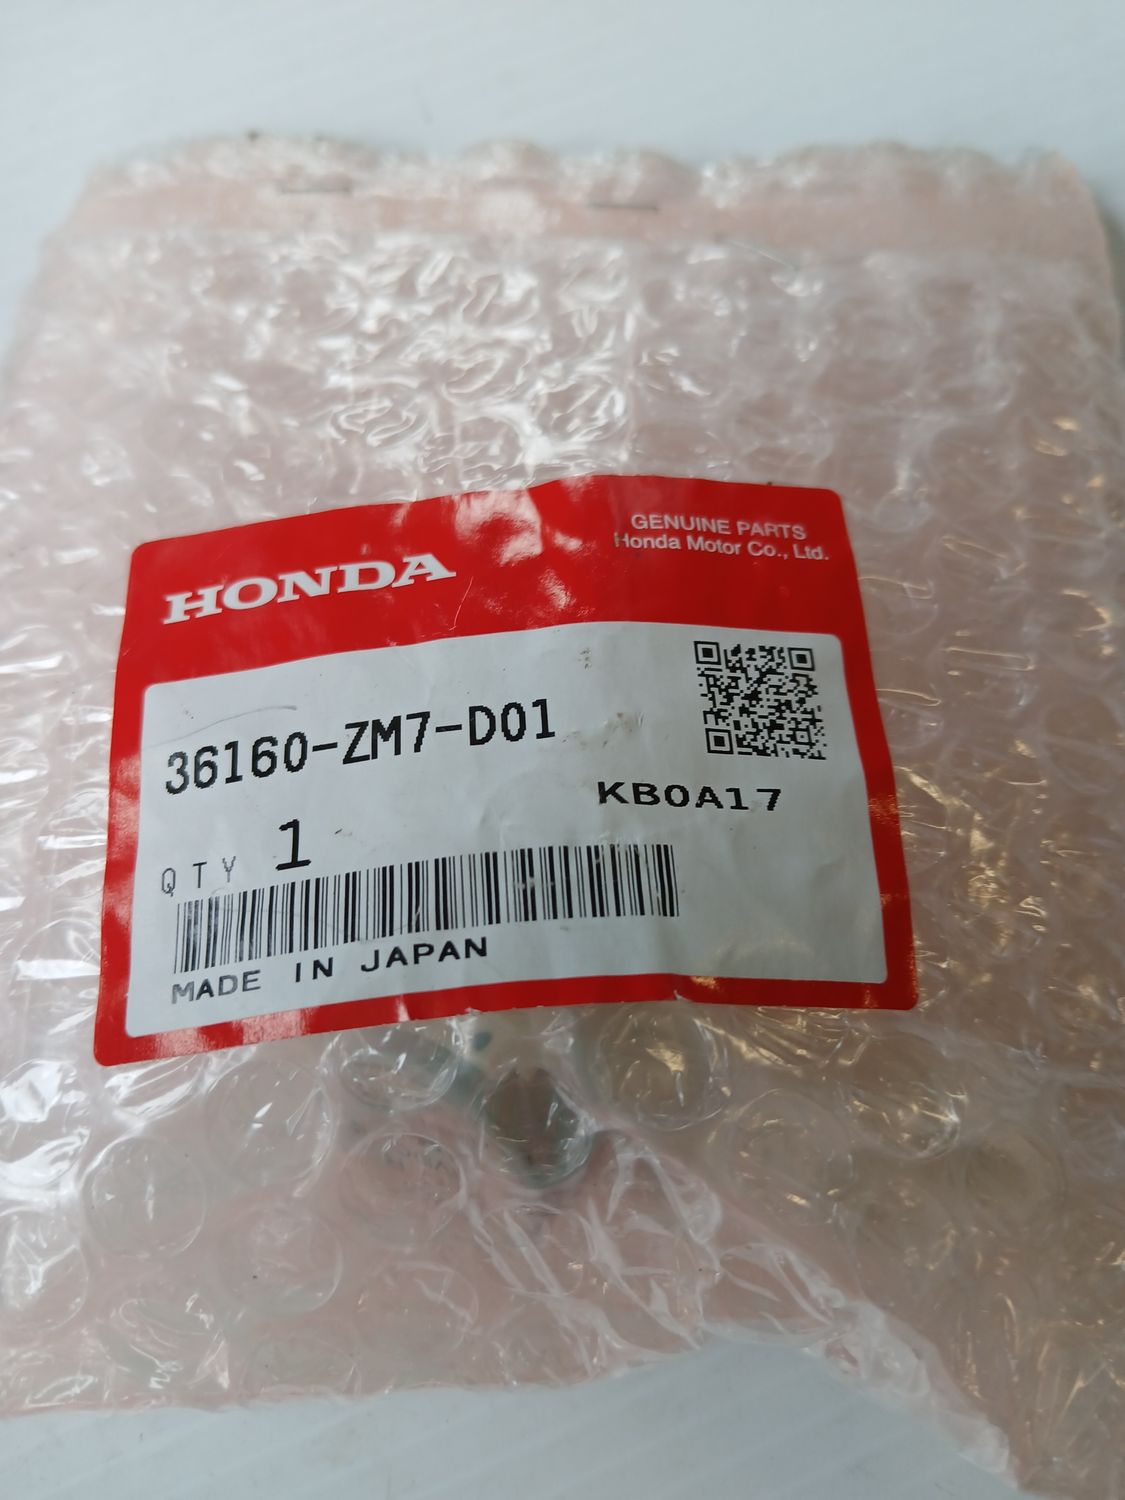 HONDA
GENUINE PARTS
Honda Motor Co., Ltd.
36160-ZM7-D01
KB0A17
QTY 1
MADE IN JAPAN